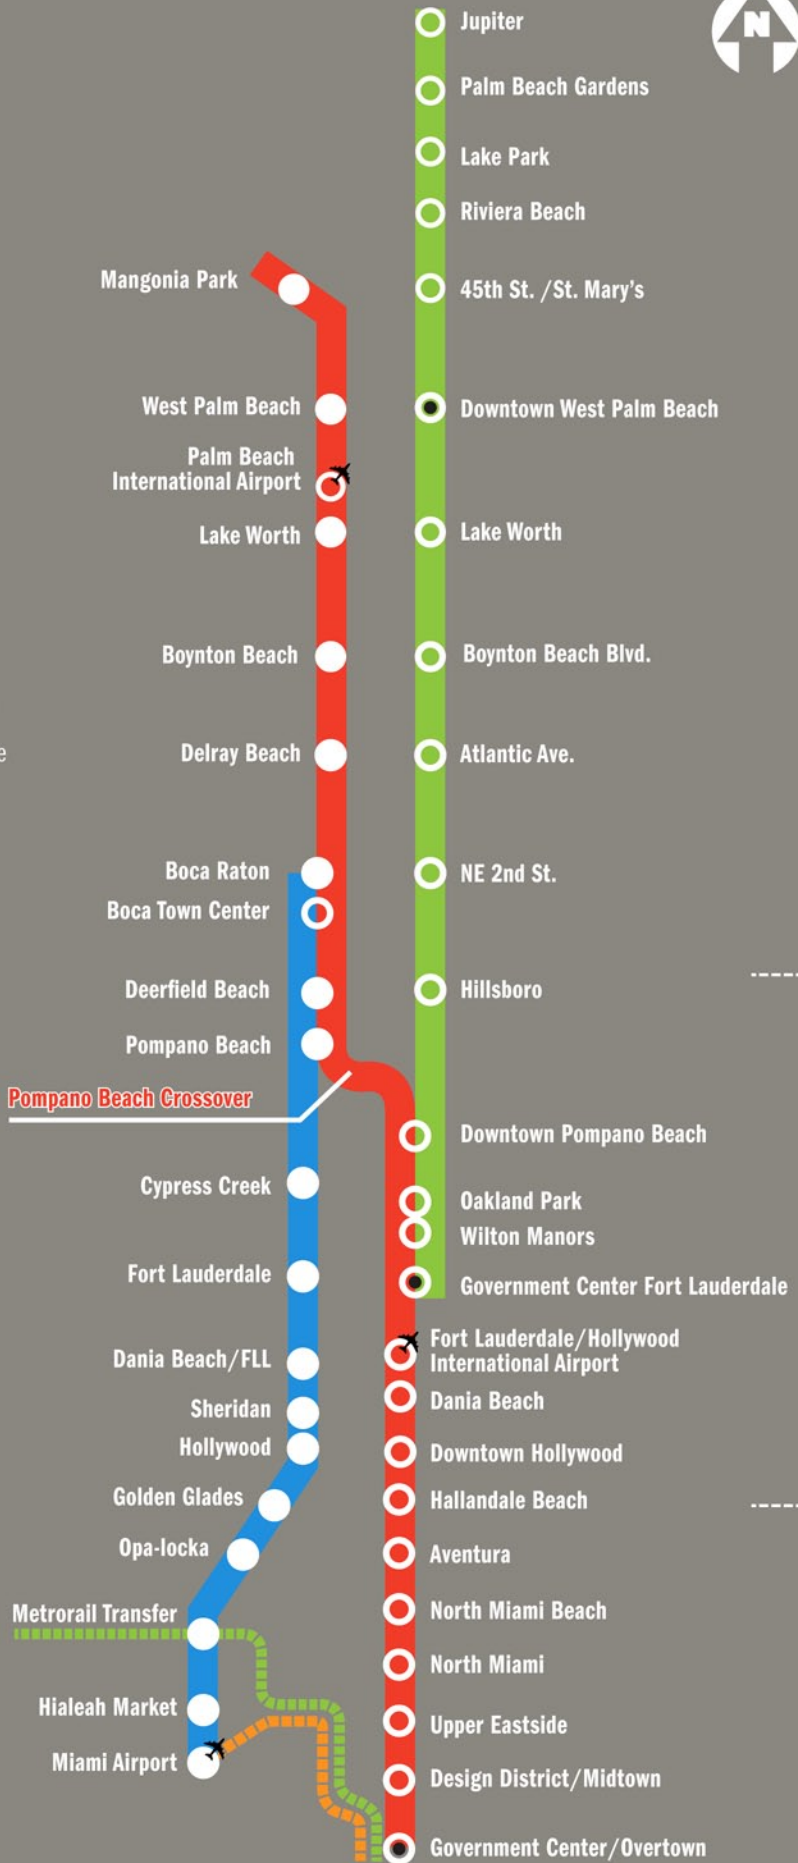 N
Jupiter
Palm Beach Gardens
Lake Park
Riviera Beach
Mangonia Park
45th St. /St. Mary's
West Palm Beach
Downtown West Palm Beach
Palm Beach
International Airport
Lake Worth
Lake Worth
Boynton Beach
Boynton Beach Blvd.
Delray Beach
Atlantic Ave.
e
Boca Raton
NE 2nd St.
Boca Town Center
Deerfield Beach
Hillsboro
Pompano Beach
Pompano Beach Crossover
Downtown Pompano Beach
Cypress Creek
Oakland Park
Wilton Manors
Fort Lauderdale
Government Center Fort Lauderdale
Fort Lauderdale/Hollywood
International Airport
Dania Beach/FLL
Dania Beach
Sheridan
Hollywood
Downtown Hollywood
Golden Glades
Hallandale Beach
Opa-locka
Aventura
Metrorail Transfer
North Miami Beach
North Miami
Hialeah Market
Upper Eastside
Miami Airport
Design District/Midtown
Government Center/Overtown